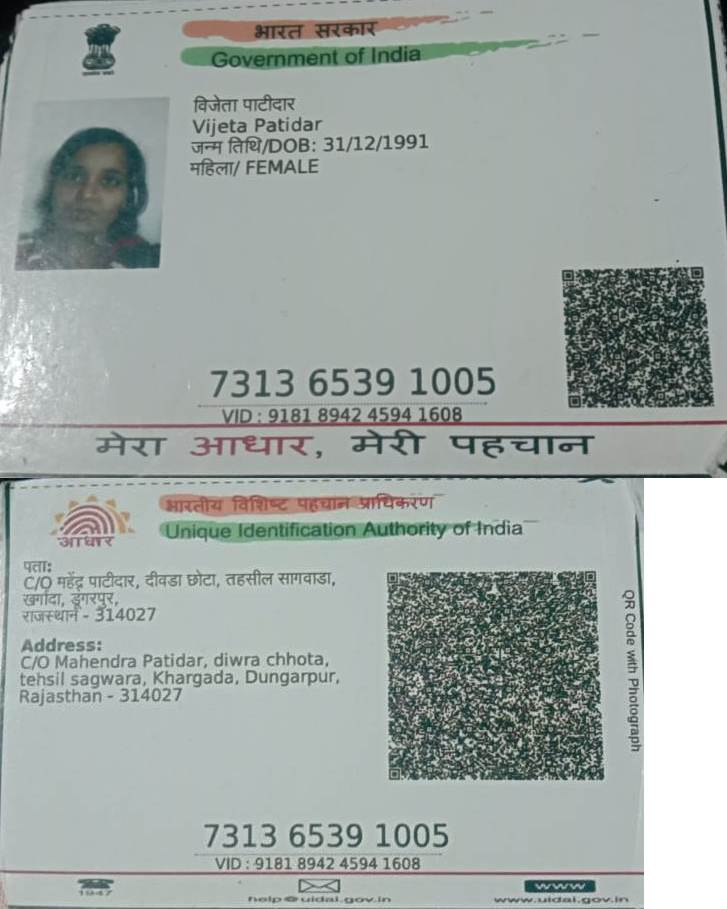 भारत सरकार
Government of India
विजेता पाटीदार
Vijeta Patidar
जन्म तिथि/DOB: 31/12/1991
महिला/ FEMALE
7313 6539 1005
VID : 9181 8942 4594 1608
मेरा आधार, मेरी पहचान
भारतीय विशिष्ट पहचान प्राधिकरण
Unique Identification Authority of India
आधार
पता:
C/O महेंद्र पाटीदार, दीवडा छोटा, तहसील सागवाडा,
खर्गादा, डूंगरपुर,
राजस्थान - 314027
Address:
C/O Mahendra Patidar, diwra chhota,
tehsil sagwara, Khargada, Dungarpur,
Rajasthan - 314027
QR Code with Photograph
7313 6539 1005
VID : 9181 8942 4594 1608
1947
help@uidai.gov.in
www
www.uidai.gov.in